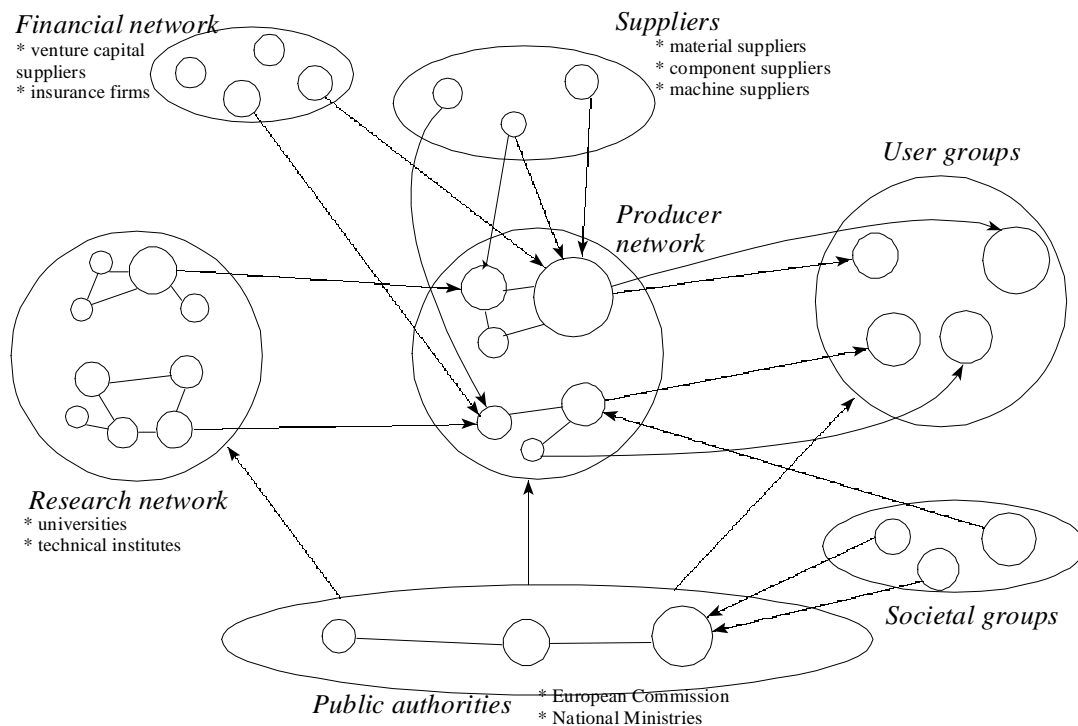 Financial network
* venture capital
suppliers
* insurance firms
Suppliers
* material suppliers
* component suppliers
* machine suppliers
User groups
Producer
network
Research network
* universities
* technical institutes
Societal groups
Public authorities
* European Commission
* National Ministries